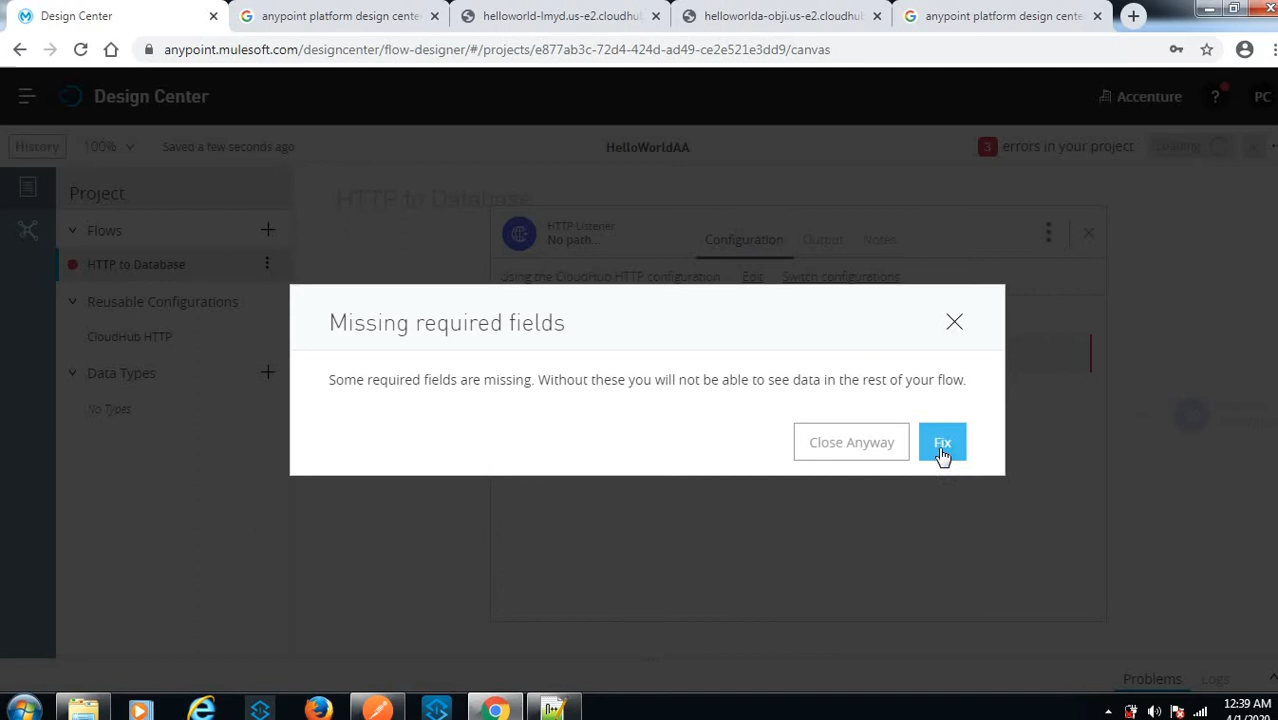 Design Center
anypoint platform design cente
helloworld-lmyd.us-e2.cloudhub
helloworlda-obji.us-e2.cloudhub
anypoint platform design cente
anypoint.mulesoft.com/designcenter/flow-designer/#/projects/e877ab3c-72d4-424d-ad49-ce2e521e3dd9/canvas
Design Center
Accenture
?
PC
History
100%
Saved a few seconds ago
HelloWorldAA
3 errors in your project
Project
HTTP to Database
Flows
HTTP Listener
No path...
Configuration
Output
Notes
HTTP to Database
Using the CloudHub HTTP configuration
Edit
Switch configurations
Reusable Configurations
CloudHub HTTP
Data Types
No Types
Missing required fields
Some required fields are missing. Without these you will not be able to see data in the rest of your flow.
Close Anyway
Fix
Problems
Logs
12:39 AM